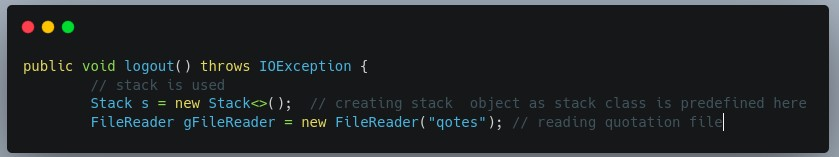 public void logout() throws IOException {
// stack is used
Stack s = new Stack<>();  // creating stack  object as stack class is predefined here
FileReader gFileReader = new FileReader("qotes"); // reading quotation file